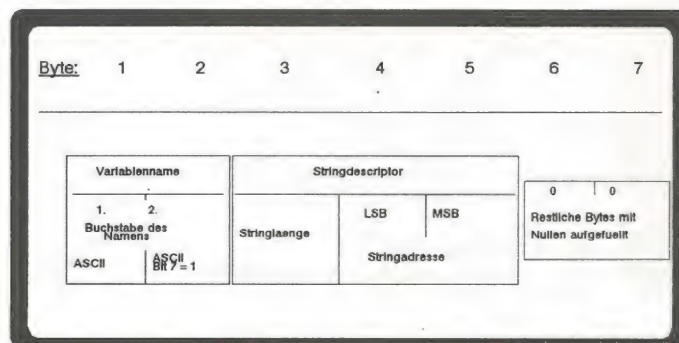 Byte: 1 2 3 4 5 6 7
Variablenname
1. 2.
Buchstabe des
Namens
ASCII
ASCII
Bit 7 = 1
Stringdescriptor
Stringlaenge
LSB MSB
Stringadresse
0 0
Restliche Bytes mit
Nullen aufgefuellt